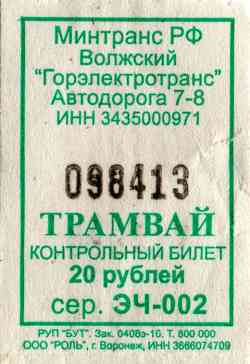 Минтранс РФ
Волжский
"Горэлектротранс"
Автодорога 7-8
ИНН 3435000971
098413
ТРАМВАЙ
КОНТРОЛЬНЫЙ БИЛЕТ
20 рублей
сер. ЭЧ-002
РУП "БУТ". Зак. 0408з-16. Т. 800 000
ООО "РОЛЬ", г. Воронеж, ИНН 3666074709